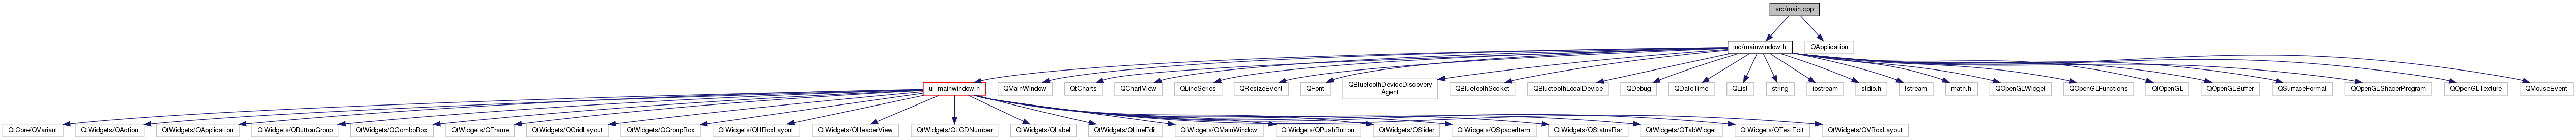 src/main.cpp
inc/mainwindow.h
QApplication
ui_mainwindow.h
QMainWindow
QtCharts
QChartView
QLineSeries
QResizeEvent
QFont
QBluetoothDeviceDiscovery
Agent
QBluetoothSocket
QBluetoothLocalDevice
QDebug
QDateTime
QList
string
iostream
stdio.h
fstream
math.h
QOpenGLWidget
QOpenGLFunctions
QtOpenGL
QOpenGLBuffer
QSurfaceFormat
QOpenGLShaderProgram
QOpenGLTexture
QMouseEvent
QtCore/QVariant
QtWidgets/QAction
QtWidgets/QApplication
QtWidgets/QButtonGroup
QtWidgets/QComboBox
QtWidgets/QFrame
QtWidgets/QGridLayout
QtWidgets/QGroupBox
QtWidgets/QHBoxLayout
QtWidgets/QHeaderView
QtWidgets/QLCDNumber
QtWidgets/QLabel
QtWidgets/QLineEdit
QtWidgets/QMainWindow
QtWidgets/QPushButton
QtWidgets/QSlider
QtWidgets/QSpacerItem
QtWidgets/QStatusBar
QtWidgets/QTabWidget
QtWidgets/QTextEdit
QtWidgets/QVBoxLayout